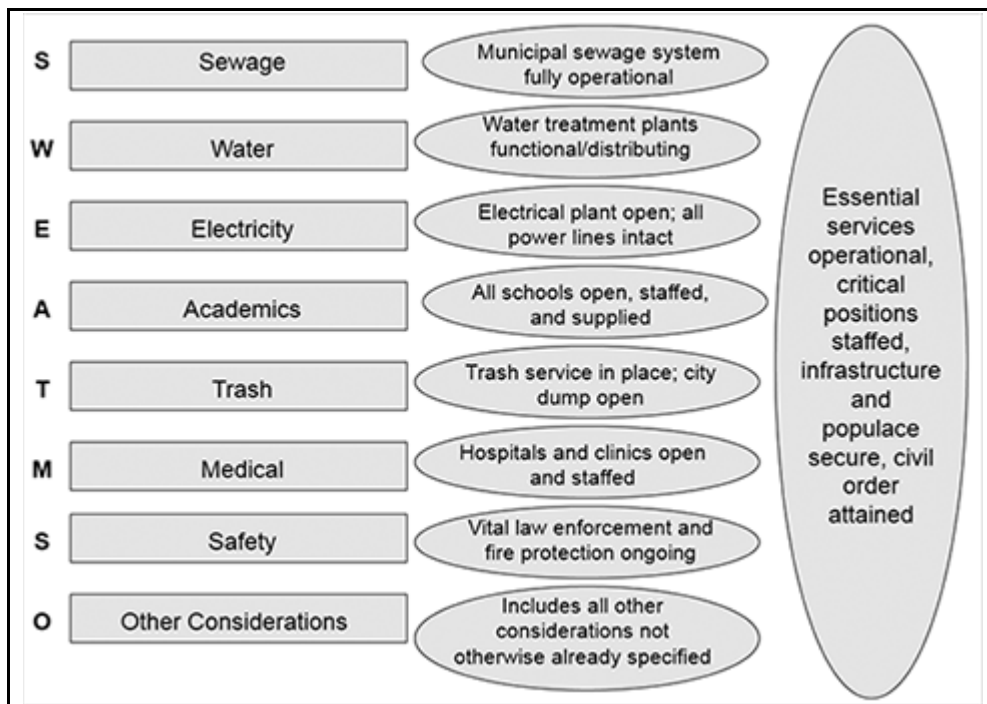 S
Sewage
Municipal sewage system
fully operational
W
Water
Water treatment plants
functional/distributing
E
Electricity
Electrical plant open; all
power lines intact
A
Academics
All schools open, staffed,
and supplied
T
Trash
Trash service in place; city
dump open
M
Medical
Hospitals and clinics open
and staffed
S
Safety
Vital law enforcement and
fire protection ongoing
O
Other Considerations
Includes all other
considerations not
otherwise already specified
Essential
services
operational,
critical
positions
staffed,
infrastructure
and
populace
secure, civil
order
attained